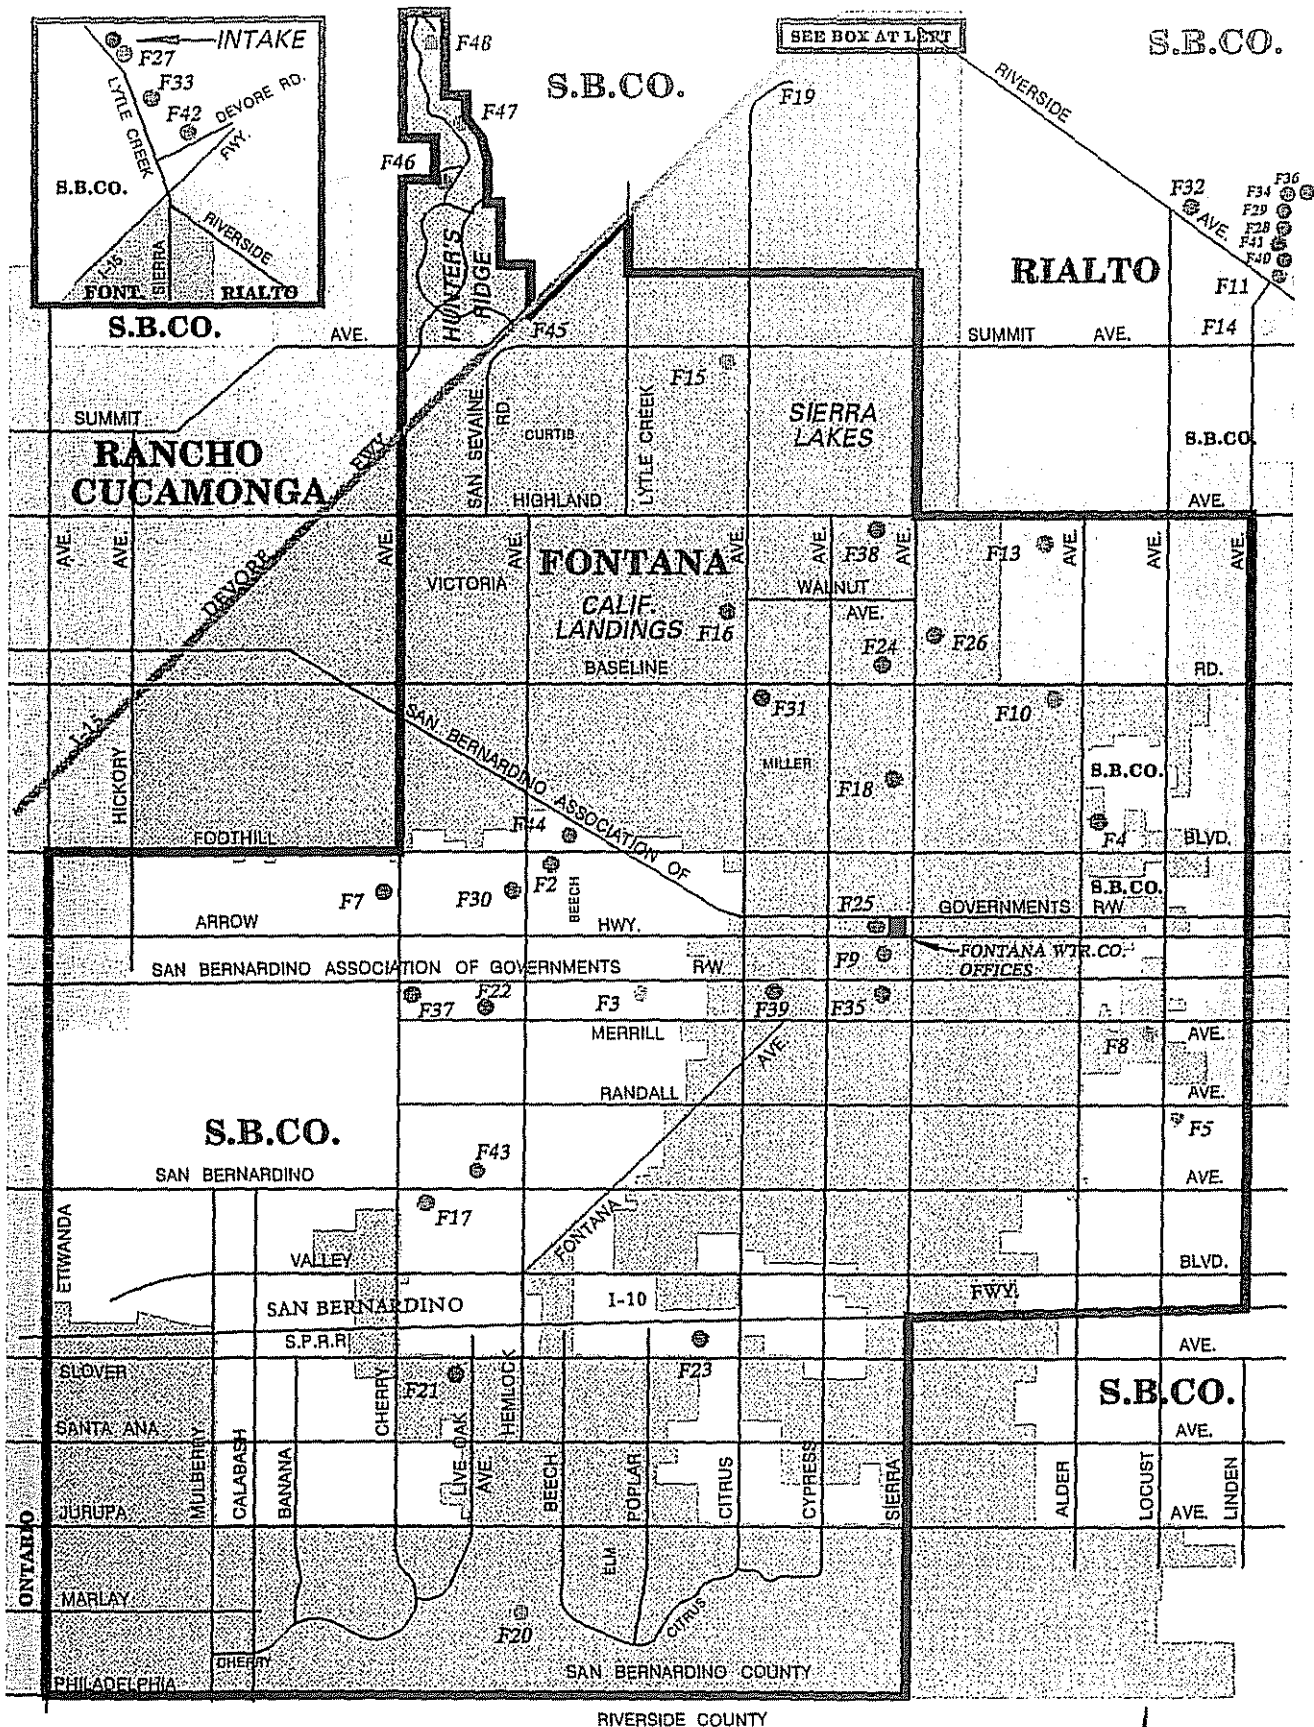 INTAKE
F27
F33
F42
LYTLE CREEK
DEVORE RD.
FWY.
S.B.CO.
RIVERSIDE
I-15
SIERRA
FONT.
RIALTO
F48
F47
F46
S.B.CO.
SEE BOX AT LEFT
S.B.CO.
RIVERSIDE
AVE.
F19
F32
F36
F34
F29
F28
F41
F40
F11
F14
RIALTO
HUNTER'S
RIDGE
F45
S.B.CO.
AVE.
SUMMIT AVE.
SUMMIT
F15
SAN SEVAINE
RD.
CURTIS
LYTLE CREEK
SIERRA
LAKES
S.B.CO.
RANCHO
CUCAMONGA
FWY.
HIGHLAND
AVE.
AVE.
AVE.
AVE.
AVE.
AVE.
AVE.
AVE.
AVE.
AVE.
AVE.
DEVORE
VICTORIA
FONTANA
CALIF.
LANDINGS
F16
F38
F13
WALNUT
AVE.
F24
F26
BASELINE
RD.
I-15
HICKORY
SAN BERNARDINO ASSOCIATION OF
F31
F10
MILLER
F18
S.B.CO.
F4
FOOTHILL
BLVD.
F44
F2
F7
F30
BEECH
S.B.CO.
F25
GOVERNMENTS R/W
ARROW
HWY.
FONTANA WTR.CO.
OFFICES
F9
SAN BERNARDINO ASSOCIATION OF GOVERNMENTS R/W
F37
F22
F3
F39
F35
MERRILL
AVE.
F8
AVE.
RANDALL
AVE.
S.B.CO.
F43
F5
SAN BERNARDINO
AVE.
F17
FONTANA
ETIWANDA
VALLEY
BLVD.
SAN BERNARDINO
I-10
FWY.
S.P.R.R
AVE.
SLOVER
F21
F23
S.B.CO.
SANTA ANA
AVE.
MULBERRY
CALABASH
BANANA
CHERRY
LIVE OAK
AVE.
HEMLOCK
BEECH
POPLAR
CITRUS
CYPRESS
SIERRA
ALDER
LOCUST
LINDEN
JURUPA
AVE.
ONTARIO
ELM
MARLAY
F20
CITRUS
CHERRY
SAN BERNARDINO COUNTY
PHILADELPHIA
RIVERSIDE COUNTY